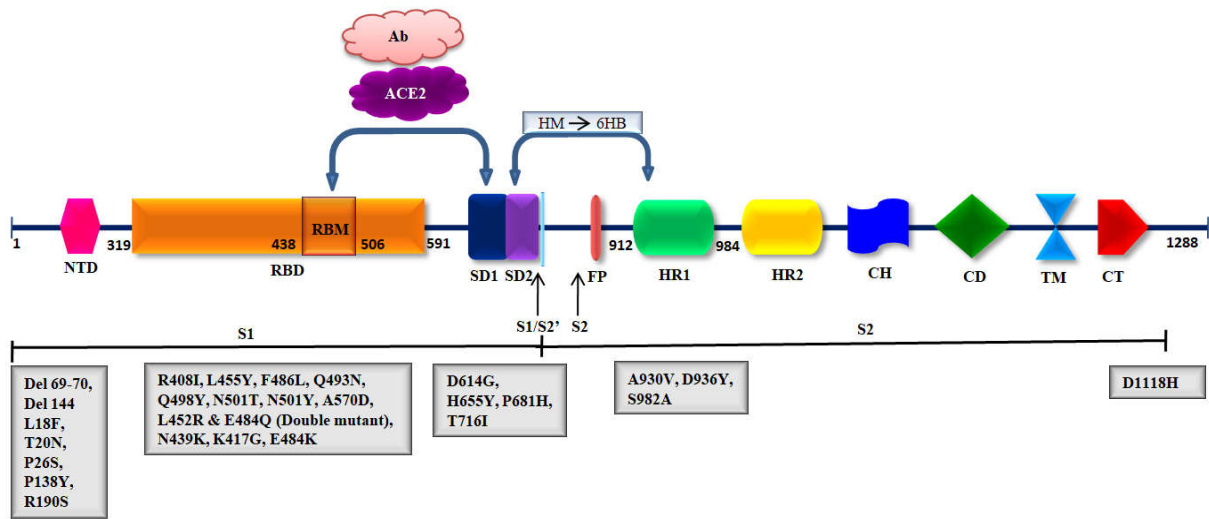 Ab
ACE2
HM → 6HB
RBM
1
319
438
506
591
912
984
1288
NTD
RBD
SD1
SD2
FP
HR1
HR2
CH
CD
TM
CT
S1/S2’
S2
S1
S2
Del 69-70,
Del 144
L18F,
T20N,
P26S,
P138Y,
R190S
R408I, L455Y, F486L, Q493N,
Q498Y, N501T, N501Y, A570D,
L452R & E484Q (Double mutant),
N439K, K417G, E484K
D614G,
H655Y, P681H,
T716I
A930V, D936Y,
S982A
D1118H